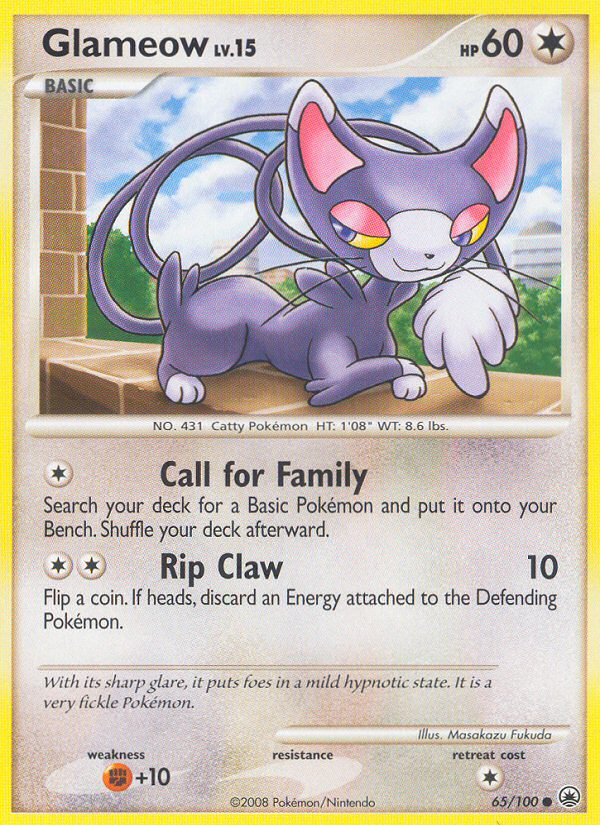 Glameow LV.15 HP 60
BASIC
NO. 431 Catty Pokémon HT: 1'08" WT: 8.6 lbs.
Call for Family
Search your deck for a Basic Pokémon and put it onto your
Bench. Shuffle your deck afterward.
Rip Claw 10
Flip a coin. If heads, discard an Energy attached to the Defending
Pokémon.
With its sharp glare, it puts foes in a mild hypnotic state. It is a
very fickle Pokémon.
Illus. Masakazu Fukuda
weakness resistance retreat cost
+10
©2008 Pokémon/Nintendo 65/100